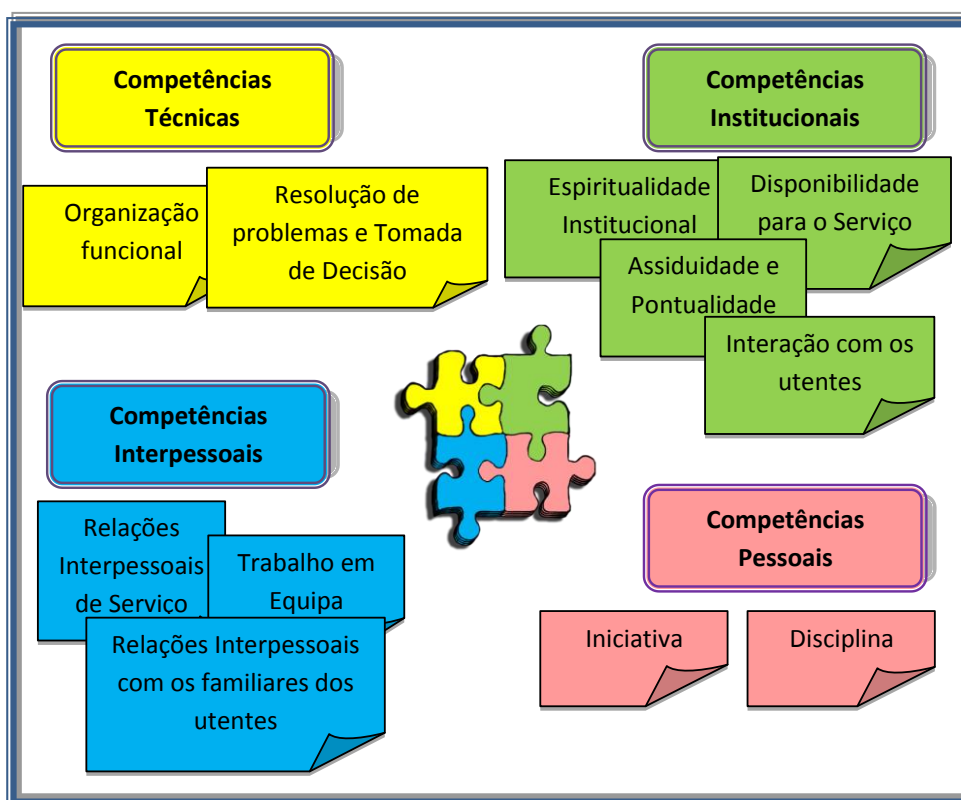 Competências
Técnicas
Organização
funcional
Resolução de
problemas e Tomada
de Decisão
Competências
Institucionais
Espiritualidade
Institucional
Disponibilidade
para o Serviço
Assiduidade e
Pontualidade
Interação com os
utentes
Competências
Interpessoais
Relações
Interpessoais
de Serviço
Trabalho em
Equipa
Relações Interpessoais
com os familiares dos
utentes
Competências
Pessoais
Iniciativa
Disciplina